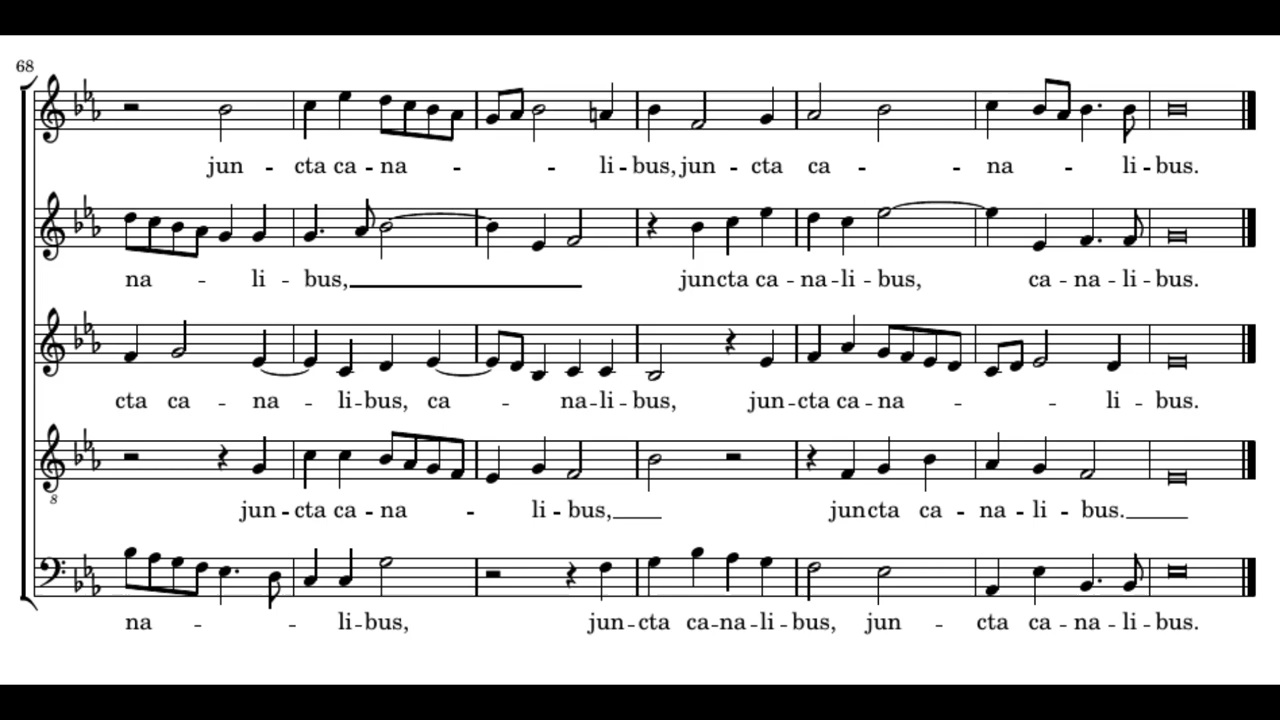 68
jun - cta ca - na - - li - bus, jun - cta ca - - na - li - bus.
na - li - bus, juncta ca - na - li - bus, ca - na - li - bus.
cta ca - na - li - bus, ca - na - li - bus, jun - cta ca - na - - - li - bus.
8
jun - cta ca - na - li - bus, juncta ca - na - li - bus.
na - - - li - bus, jun - cta ca - na - li - bus, jun - cta ca - na - li - bus.